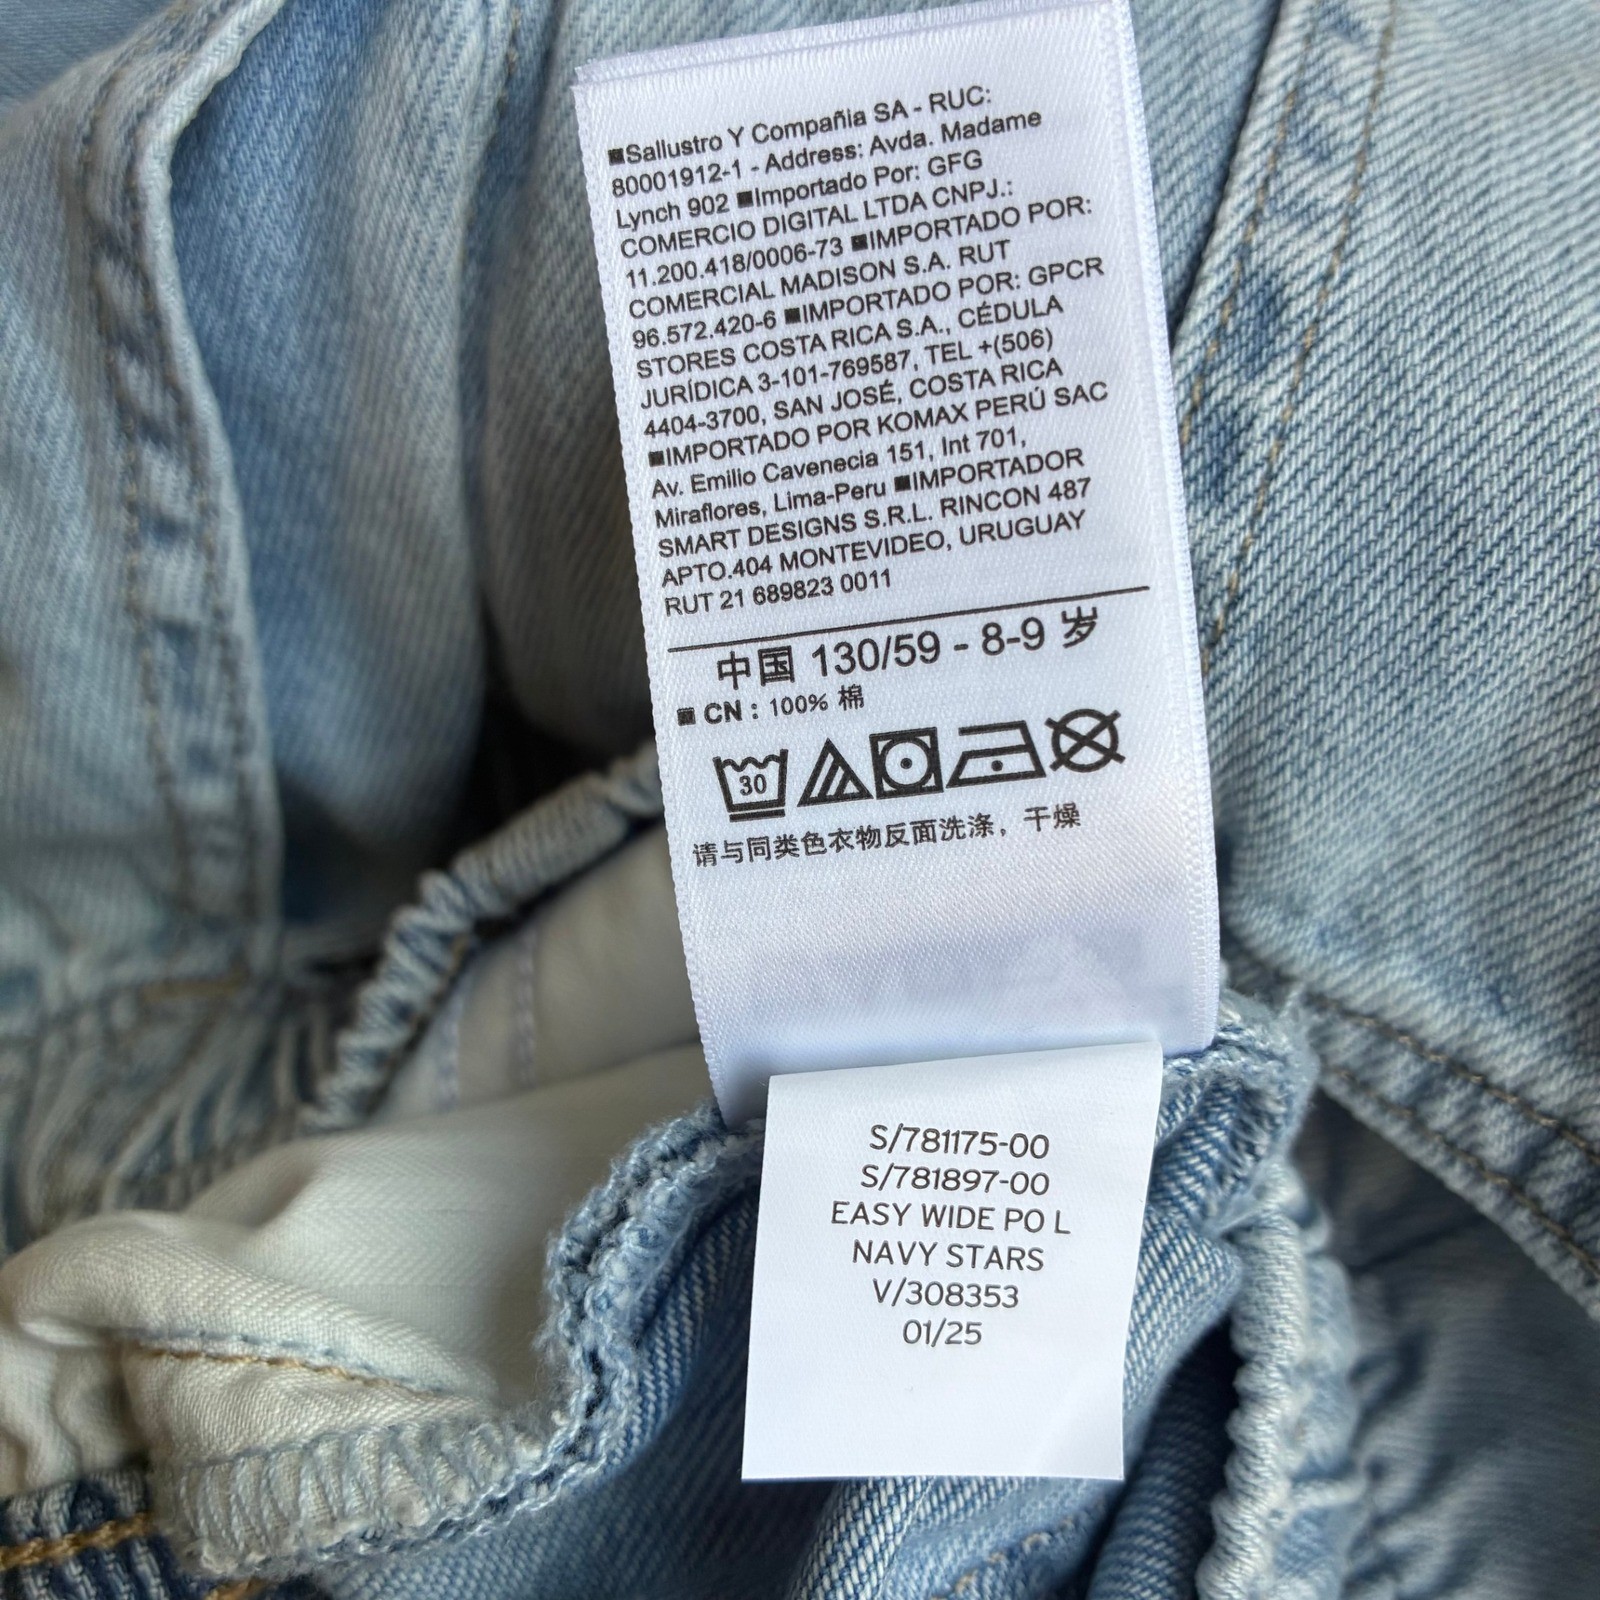 ■Sallustro Y Compañia SA - RUC:
80001912-1 - Address: Avda. Madame
Lynch 902 ■Importado Por: GFG
COMERCIO DIGITAL LTDA CNPJ.:
11.200.418/0006-73 ■IMPORTADO POR:
COMERCIAL MADISON S.A. RUT
96.572.420-6 ■IMPORTADO POR: GPCR
STORES COSTA RICA S.A., CÉDULA
JURÍDICA 3-101-769587, TEL +(506)
4404-3700, SAN JOSÉ, COSTA RICA
■IMPORTADO POR KOMAX PERÚ SAC
Av. Emilio Cavenecia 151, Int 701,
Miraflores, Lima-Peru ■IMPORTADOR
SMART DESIGNS S.R.L. RINCON 487
APTO.404 MONTEVIDEO, URUGUAY
RUT 21 689823 0011
中国 130/59 - 8-9 岁
■ CN : 100% 棉
30
请与同类色衣物反面洗涤，干燥
S/781175-00
S/781897-00
EASY WIDE PO L
NAVY STARS
V/308353
01/25